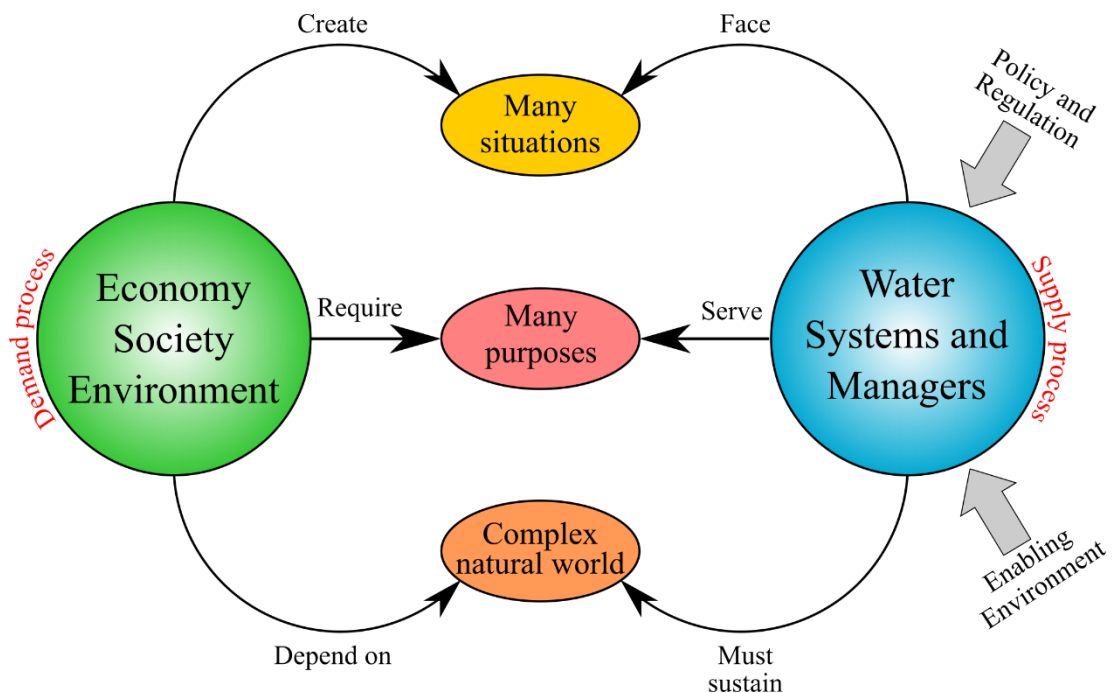 Create
Face
Many
situations
Policy and
Regulation
Demand process
Economy
Society
Environment
Require
Many
purposes
Serve
Water
Systems and
Managers
Supply process
Complex
natural world
Enabling
Environment
Depend on
Must
sustain